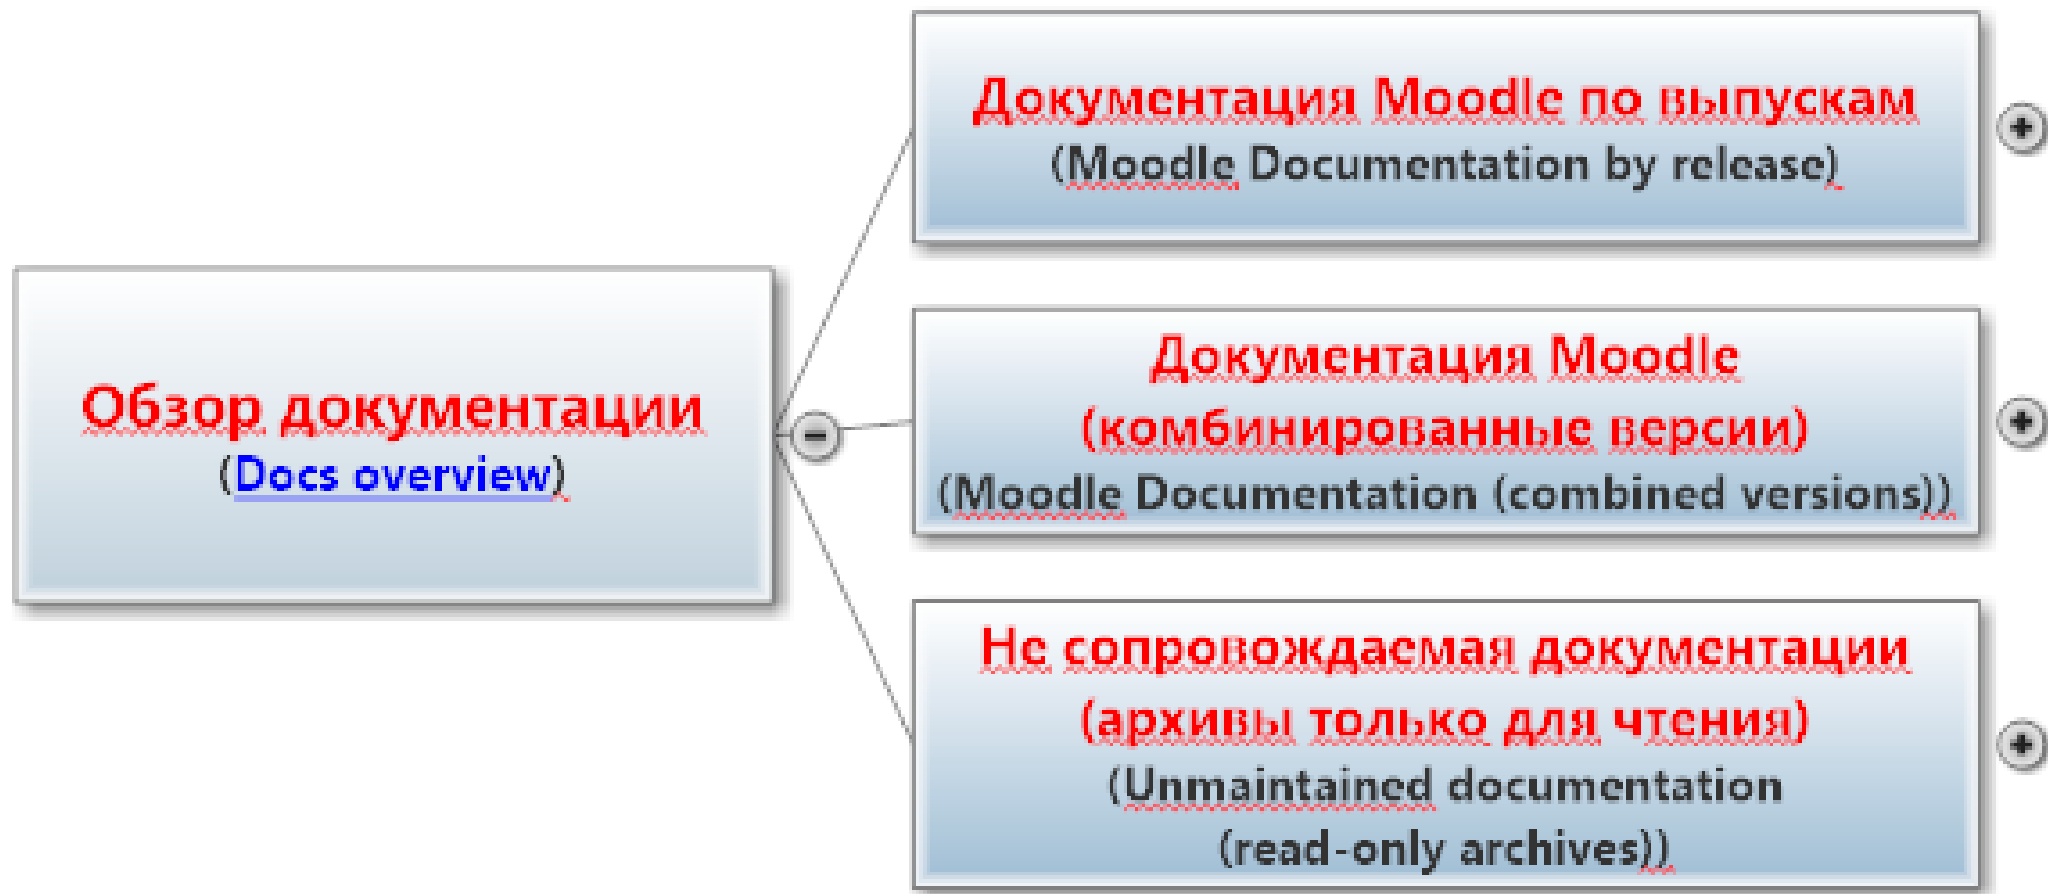 Документация Moodle по выпускам
(Moodle Documentation by release)
Обзор документации
(Docs overview)
Документация Moodle
(комбинированные версии)
(Moodle Documentation (combined versions))
Не сопровождаемая документации
(архивы только для чтения)
(Unmaintained documentation
(read-only archives))